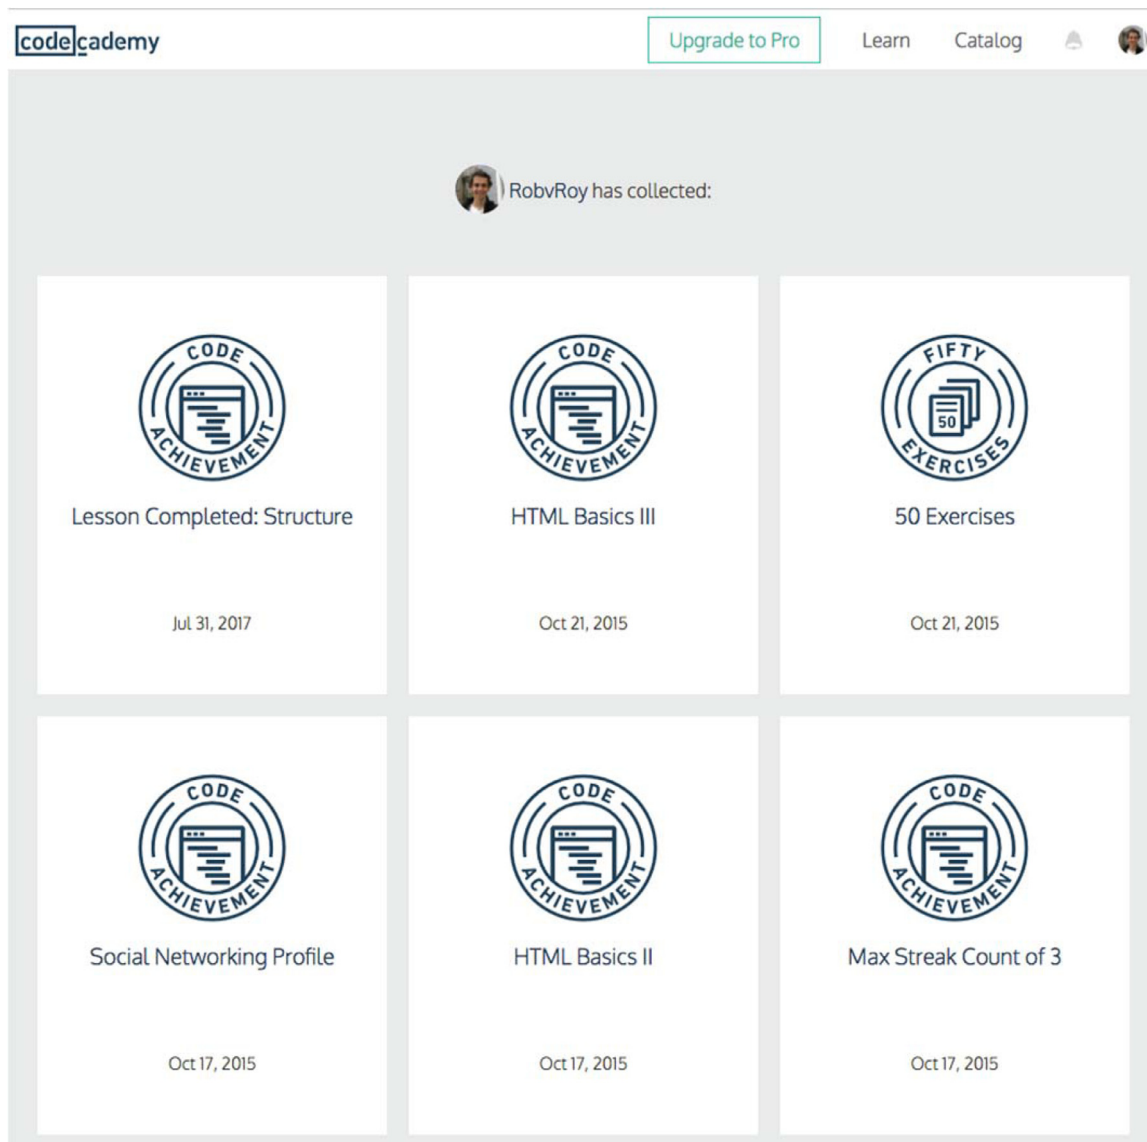 codecademy
Upgrade to Pro
Learn
Catalog
RobvRoy has collected:
CODE
ACHIEVEMENT
Lesson Completed: Structure
Jul 31, 2017
CODE
ACHIEVEMENT
HTML Basics III
Oct 21, 2015
FIFTY
50
EXERCISES
50 Exercises
Oct 21, 2015
CODE
ACHIEVEMENT
Social Networking Profile
Oct 17, 2015
CODE
ACHIEVEMENT
HTML Basics II
Oct 17, 2015
CODE
ACHIEVEMENT
Max Streak Count of 3
Oct 17, 2015